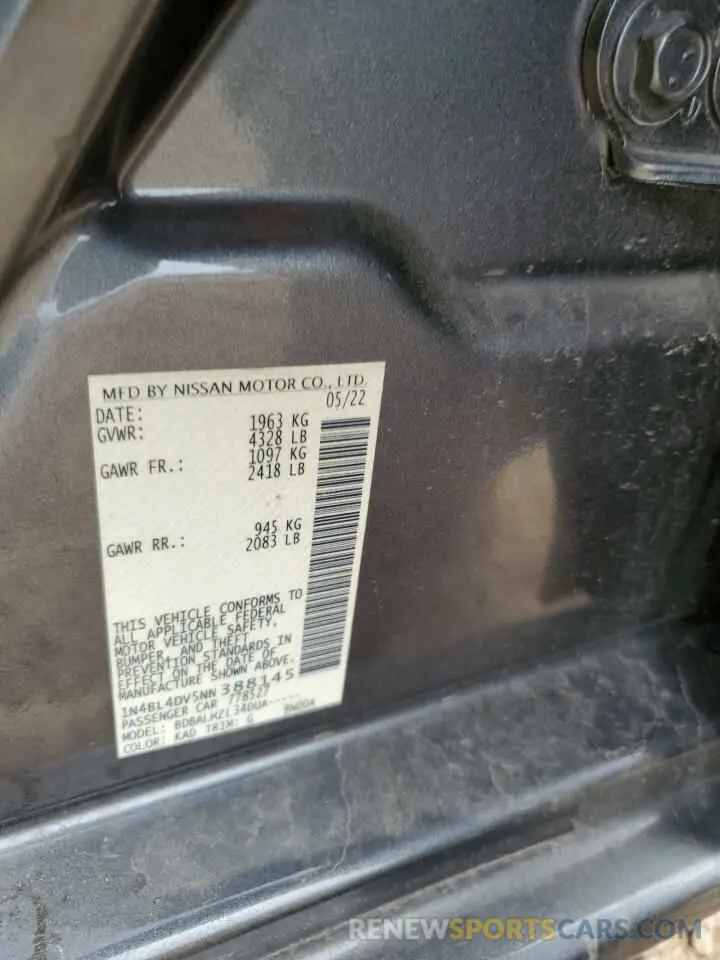 MFD BY NISSAN MOTOR CO., LTD.
DATE: 05/22
GVWR: 1963 KG
4328 LB
GAWR FR.: 1097 KG
2418 LB
GAWR RR.: 945 KG
2083 LB
THIS VEHICLE CONFORMS TO
ALL APPLICABLE FEDERAL
MOTOR VEHICLE SAFETY,
BUMPER, AND THEFT
PREVENTION STANDARDS IN
EFFECT ON THE DATE OF
MANUFACTURE SHOWN ABOVE.
1N4BL4DV5NN388145
PASSENGER CAR 778527
MODEL: BDBALHZL34DUA-----
COLOR: KAD TRIM: G
RENEWSPORTSCARS.COM